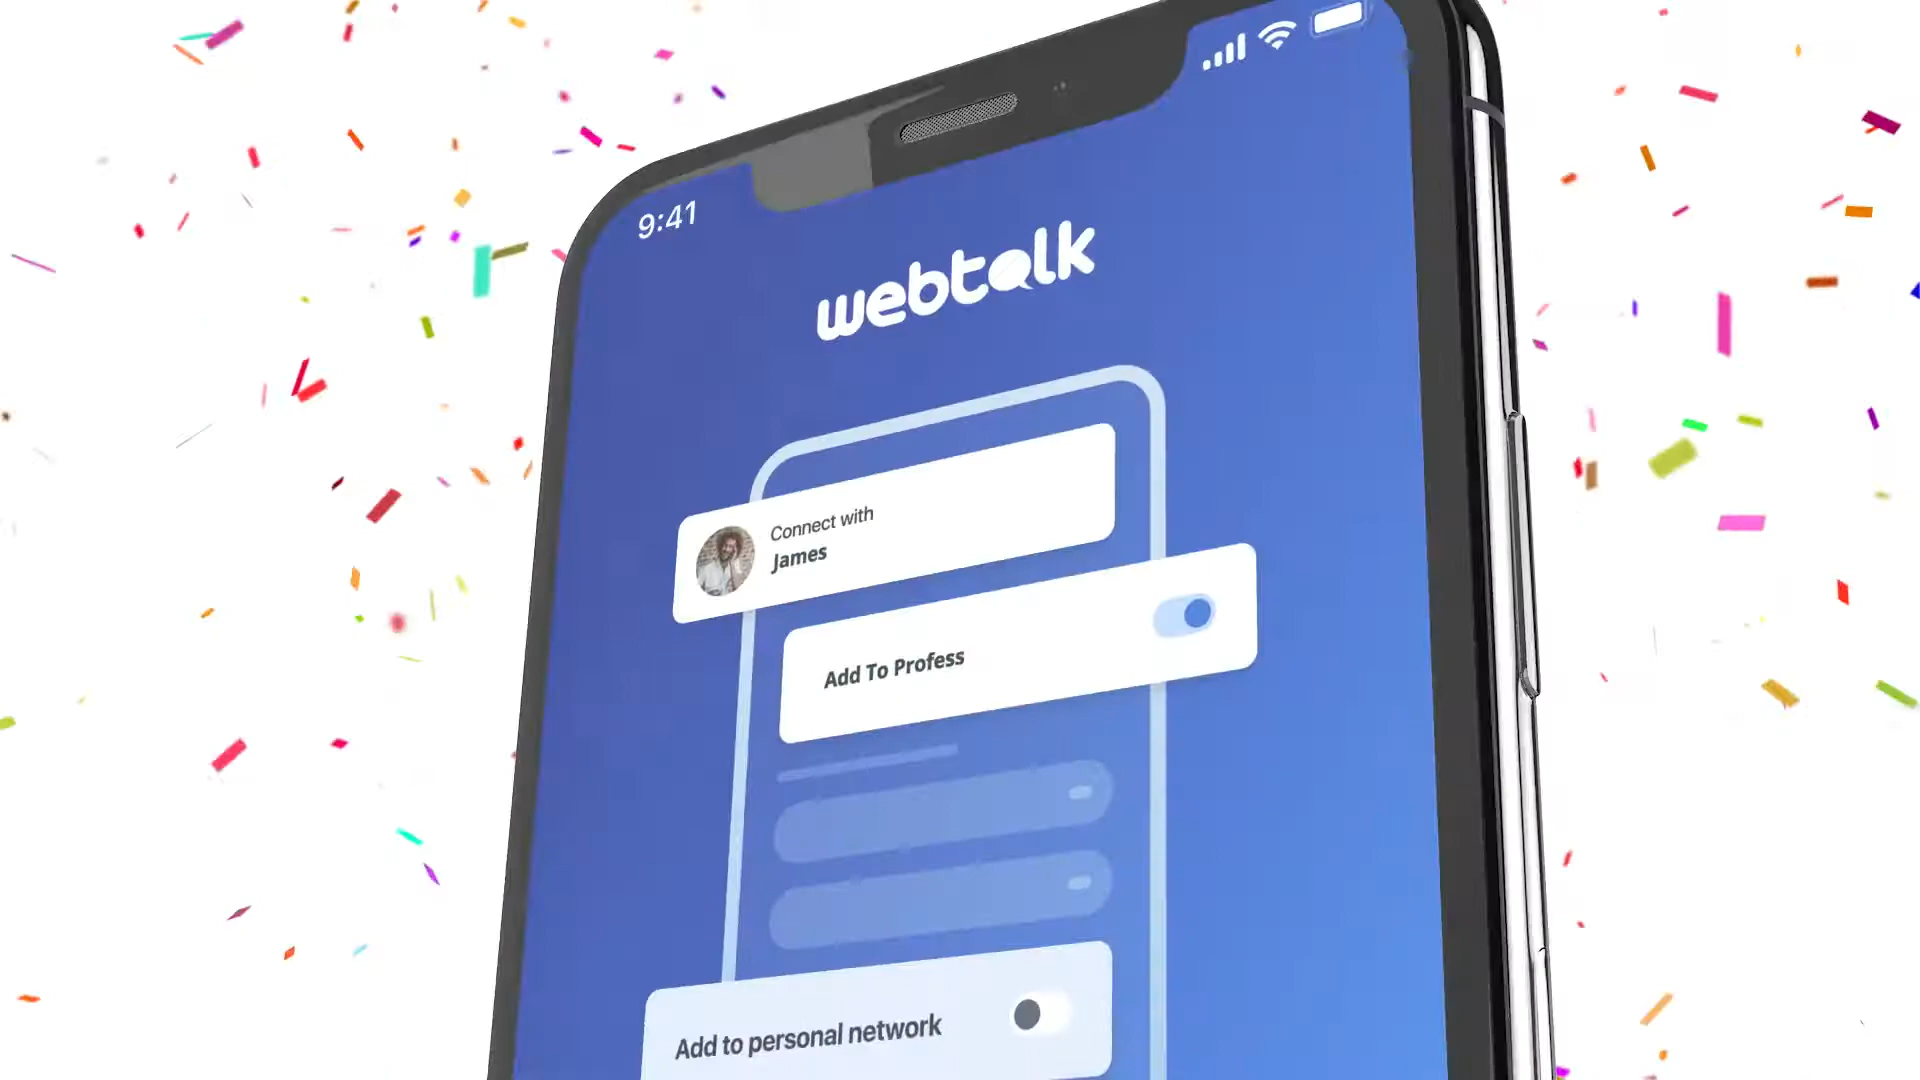 9:41
webtalk
Connect with
James
Add To Profess
Add to personal network